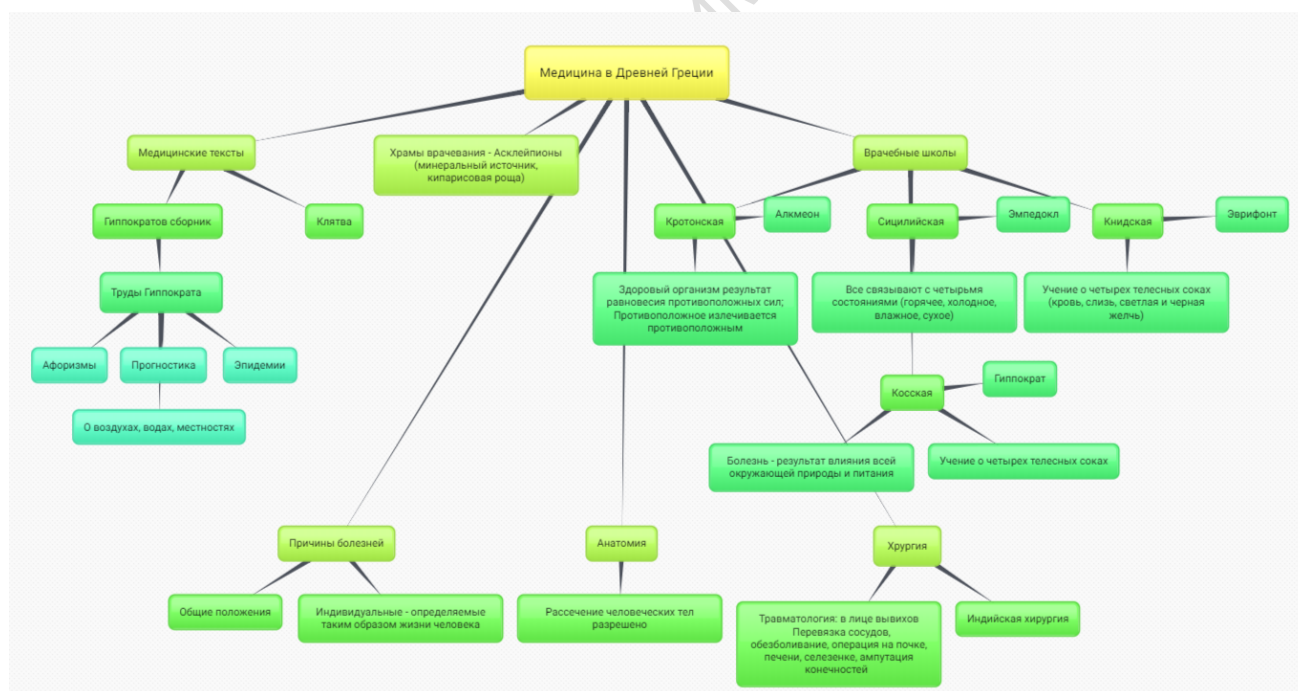 Медицина в Древней Греции
Медицинские тексты
Храмы врачевания - Асклейпионы
(минеральный источник,
кипарисовая роща)
Врачебные школы
Гиппократов сборник
Клятва
Кротонская
Алкмеон
Сицилийская
Эмпедокл
Книдская
Эврифонт
Труды Гиппократа
Здоровый организм результат
равновесия противоположных сил;
Противоположное излечивается
противоположным
Все связывают с четырьмя
состояниями (горячее, холодное,
влажное, сухое)
Учение о четырех телесных соках
(кровь, слизь, светлая и черная
желчь)
Афоризмы
Прогностика
Эпидемии
Косская
Гиппократ
О воздухах, водах, местностях
Болезнь - результат влияния всей
окружающей природы и питания
Учение о четырех телесных соках
Причины болезней
Анатомия
Хрургия
Общие положения
Индивидуальные - определяемые
таким образом жизни человека
Рассечение человеческих тел
разрешено
Травматология: в лице вывихов
Перевязка сосудов,
обезболивание, операция на почке,
печени, селезенке, ампутация
конечностей
Индийская хирургия